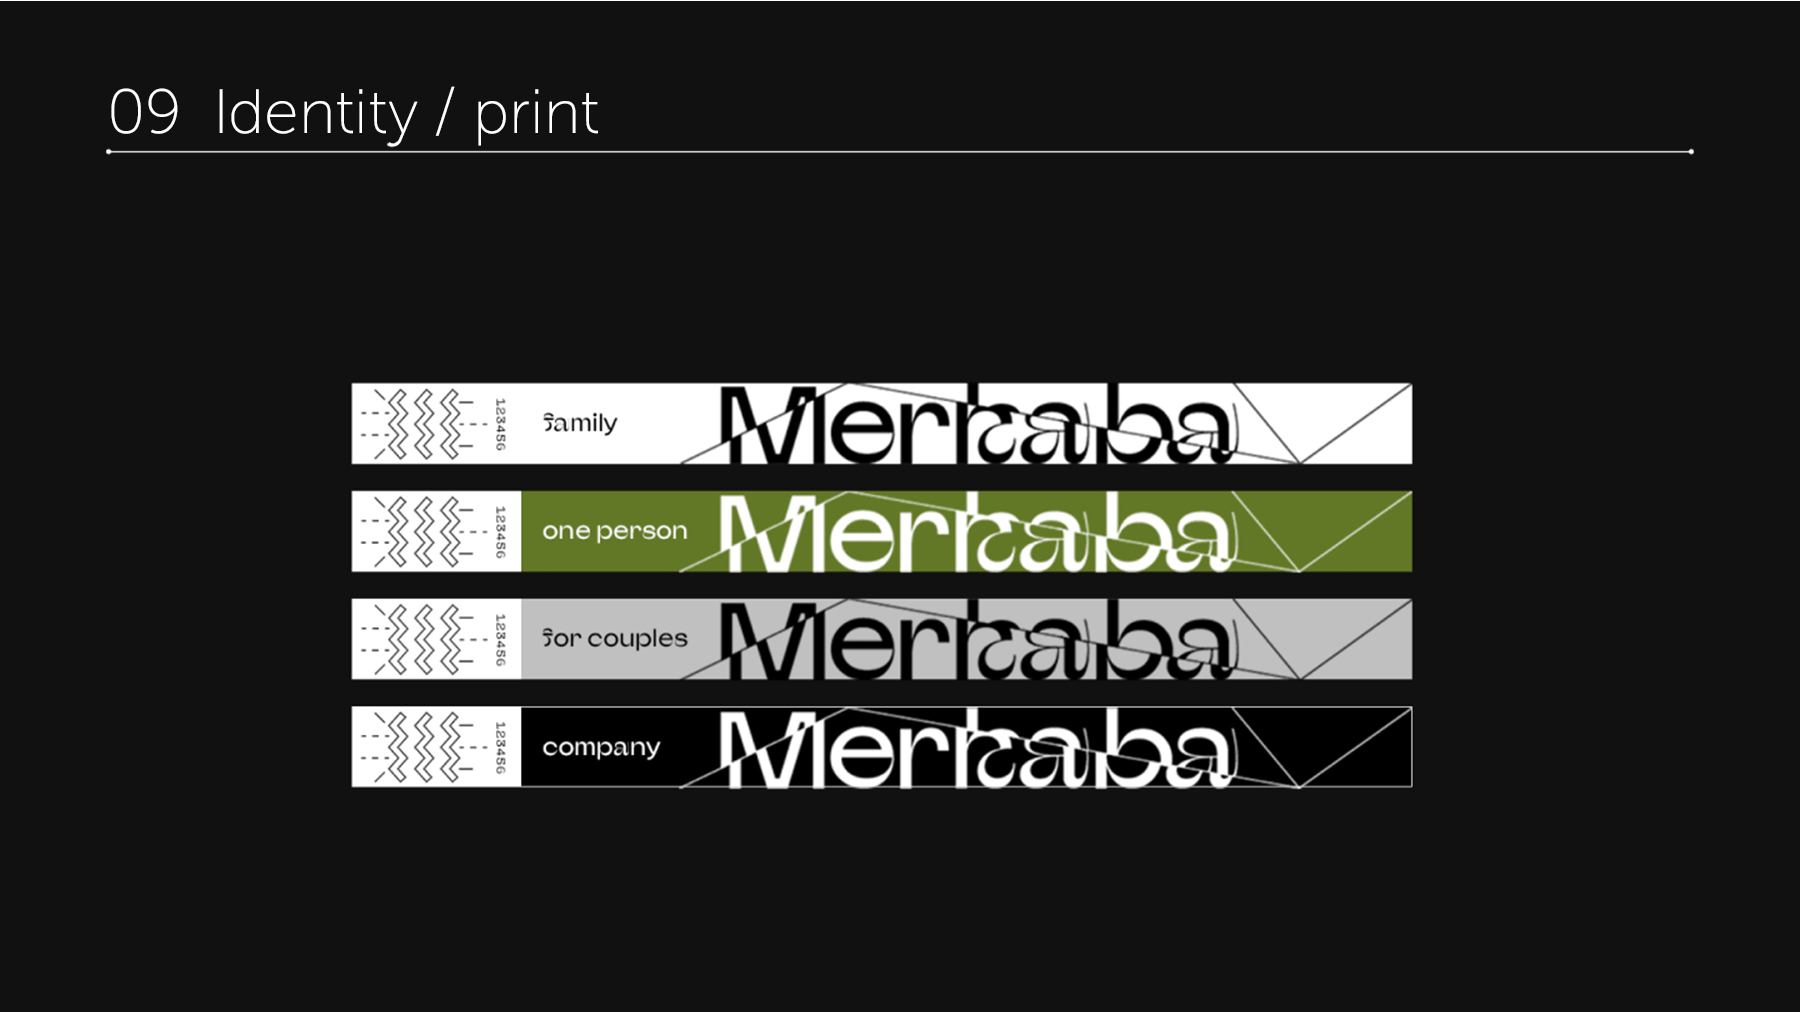 09 Identity / print
123456 family Merkaba
123456 one person Merkaba
123456 for couples Merkaba
123456 company Merkaba